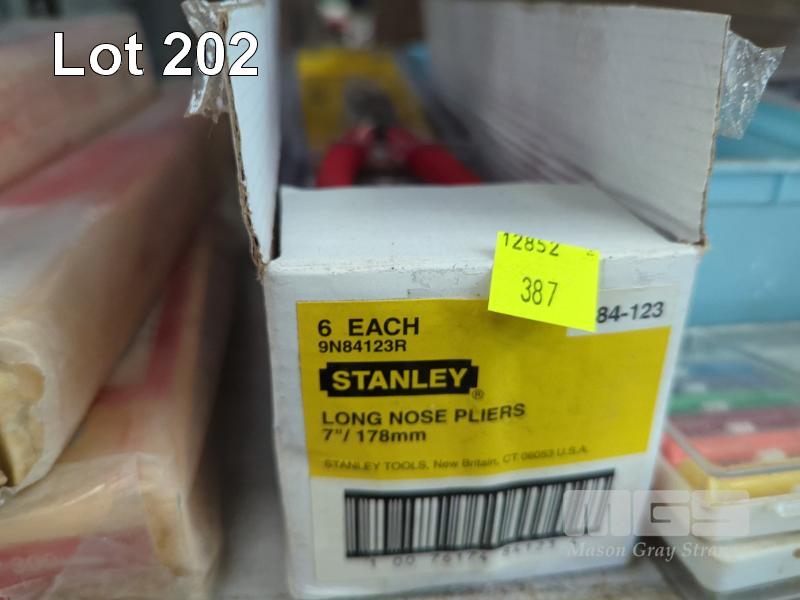 Lot 202
12852
387
84-123
6 EACH
9N84123R
STANLEY
®
LONG NOSE PLIERS
7"/ 178mm
STANLEY TOOLS, New Britain, CT 06053 U.S.A.
MGS
Mason Gray